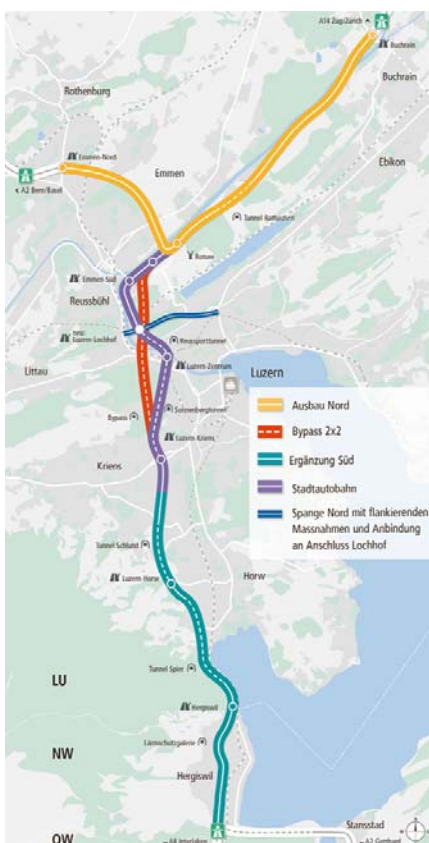 A14 Zug/Zürich
Buchrain
Buchrain
Rothenburg
Ebikon
Emmen-Nord
Emmen
A2 Bern/Basel
Tunnel Rathausen
Rotsee
Emmen-Süd
Reussbühl
neu:
Luzern-Lochhof
Reussporttunnel
Littau
Luzern-Zentrum
Luzern
Sonnenbergtunnel
Bypass
Luzern-Kriens
Kriens
Ausbau Nord
Bypass 2x2
Ergänzung Süd
Stadtautobahn
Spange Nord mit flankierenden
Massnahmen und Anbindung
an Anschluss Lochhof
Tunnel Schlund
Luzern-Horw
Horw
Tunnel Spier
LU
Hergiswil
NW
Lärmschutzgalerie
Hergiswil
Stansstad
OW
A8 Interlaken
A2 Gotthard